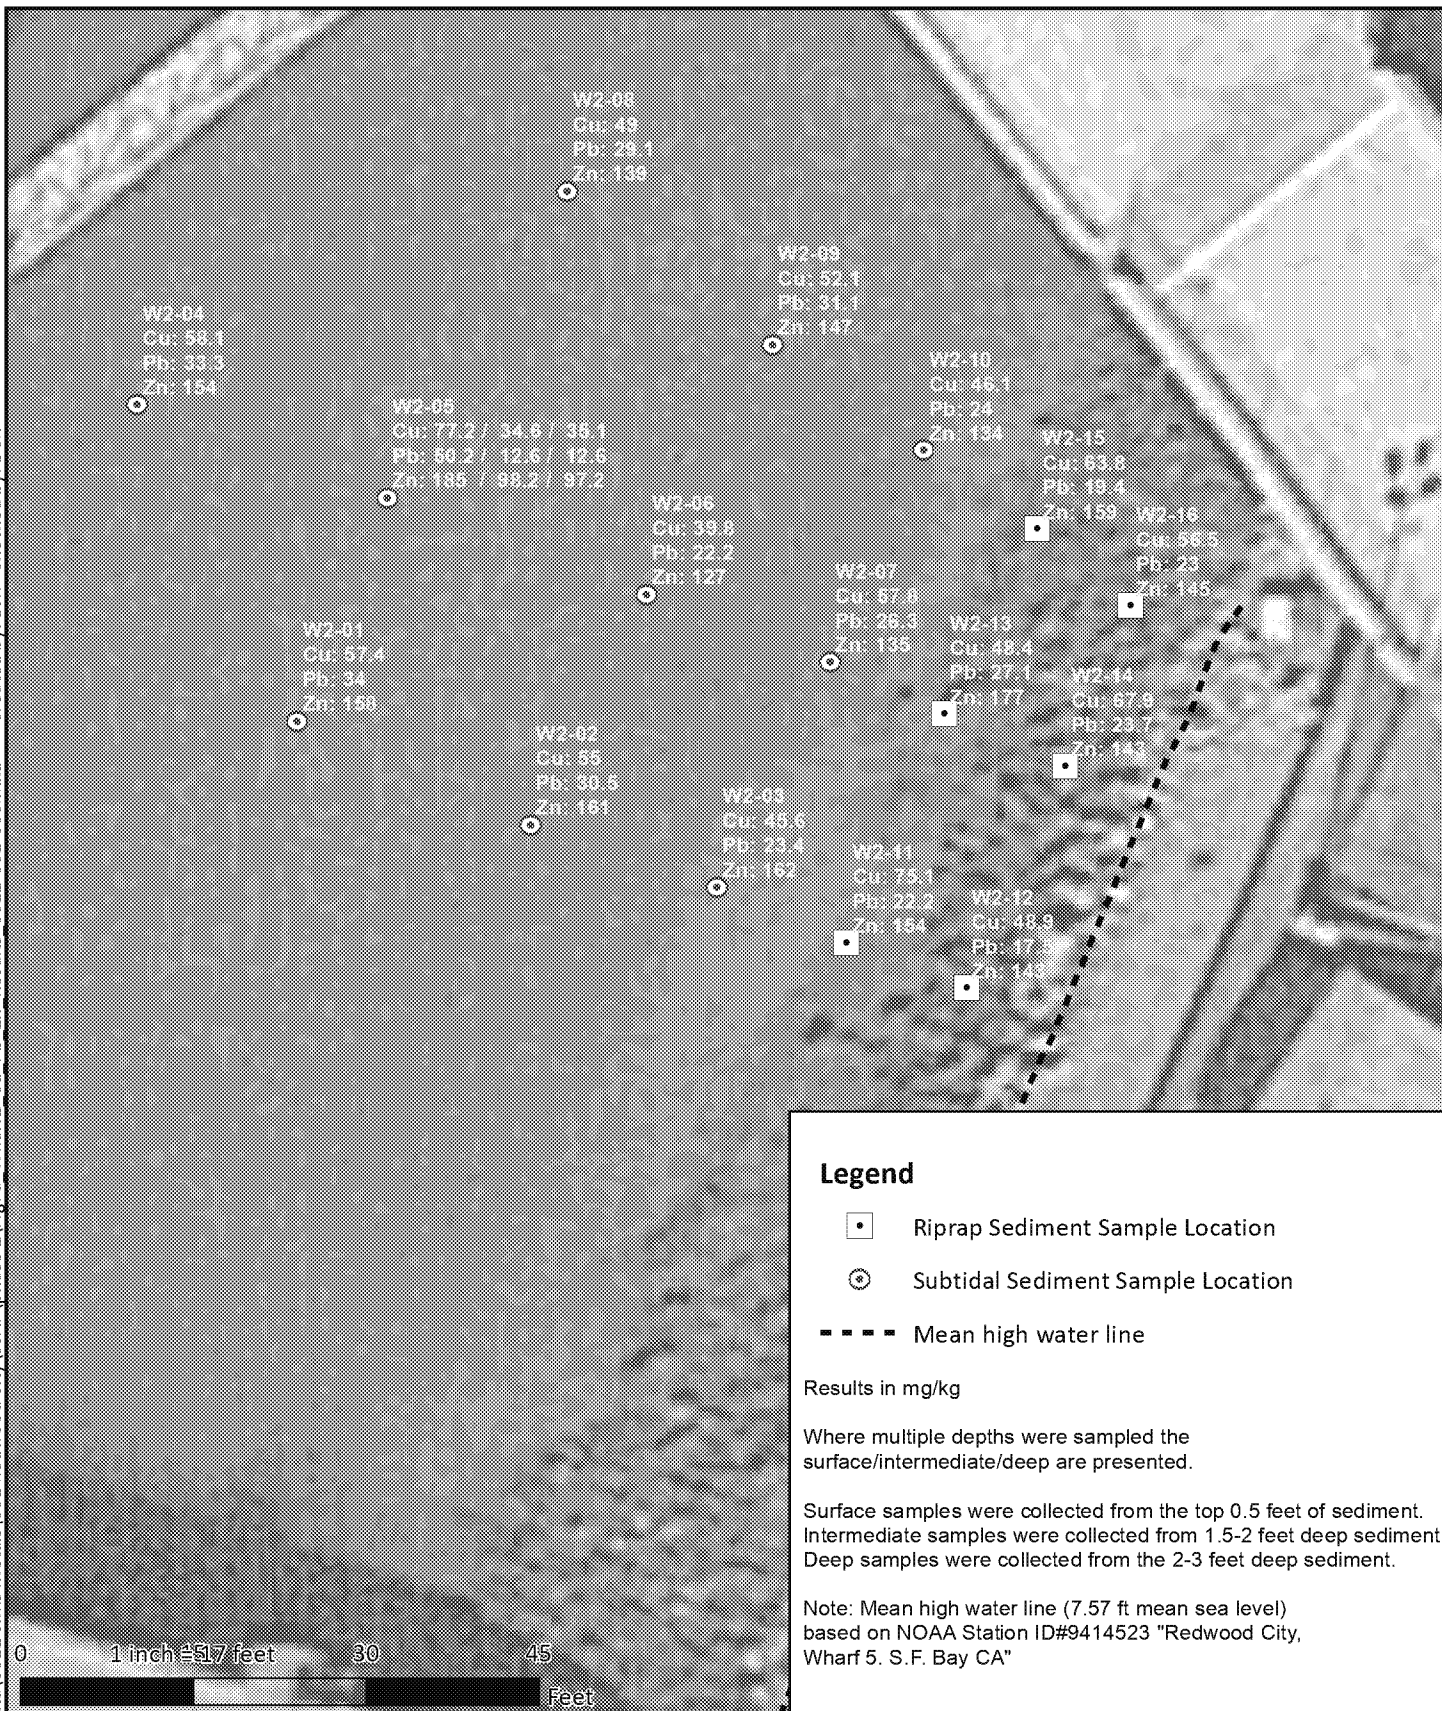 W2-08
Cu: 49
Pb: 29.1
Zn: 139
W2-09
Cu: 52.1
Pb: 31.1
Zn: 147
W2-04
Cu: 58.1
Pb: 33.3
Zn: 154
W2-10
Cu: 46.1
Pb: 24
Zn: 134
W2-05
Cu: 77.2 / 34.6 / 35.1
Pb: 50.2 / 12.6 / 12.6
Zn: 185 / 98.2 / 97.2
W2-15
Cu: 63.8
Pb: 19.4
Zn: 159
W2-16
Cu: 56.5
Pb: 23
Zn: 145
W2-06
Cu: 39.8
Pb: 22.2
Zn: 127
W2-07
Cu: 57.8
Pb: 26.3
Zn: 135
W2-01
Cu: 57.4
Pb: 34
Zn: 158
W2-13
Cu: 48.4
Pb: 27.1
Zn: 177
W2-14
Cu: 67.9
Pb: 23.7
Zn: 143
W2-02
Cu: 55
Pb: 30.5
Zn: 161
W2-03
Cu: 45.6
Pb: 23.4
Zn: 162
W2-11
Cu: 75.1
Pb: 22.2
Zn: 154
W2-12
Cu: 48.9
Pb: 17.5
Zn: 143
Legend
Riprap Sediment Sample Location
Subtidal Sediment Sample Location
Mean high water line
Results in mg/kg
Where multiple depths were sampled the
surface/intermediate/deep are presented.
Surface samples were collected from the top 0.5 feet of sediment.
Intermediate samples were collected from 1.5-2 feet deep sediment
Deep samples were collected from the 2-3 feet deep sediment.
Note: Mean high water line (7.57 ft mean sea level)
based on NOAA Station ID#9414523 "Redwood City,
Wharf 5. S.F. Bay CA"
0 15 30 45
1 inch = 17 feet
Feet